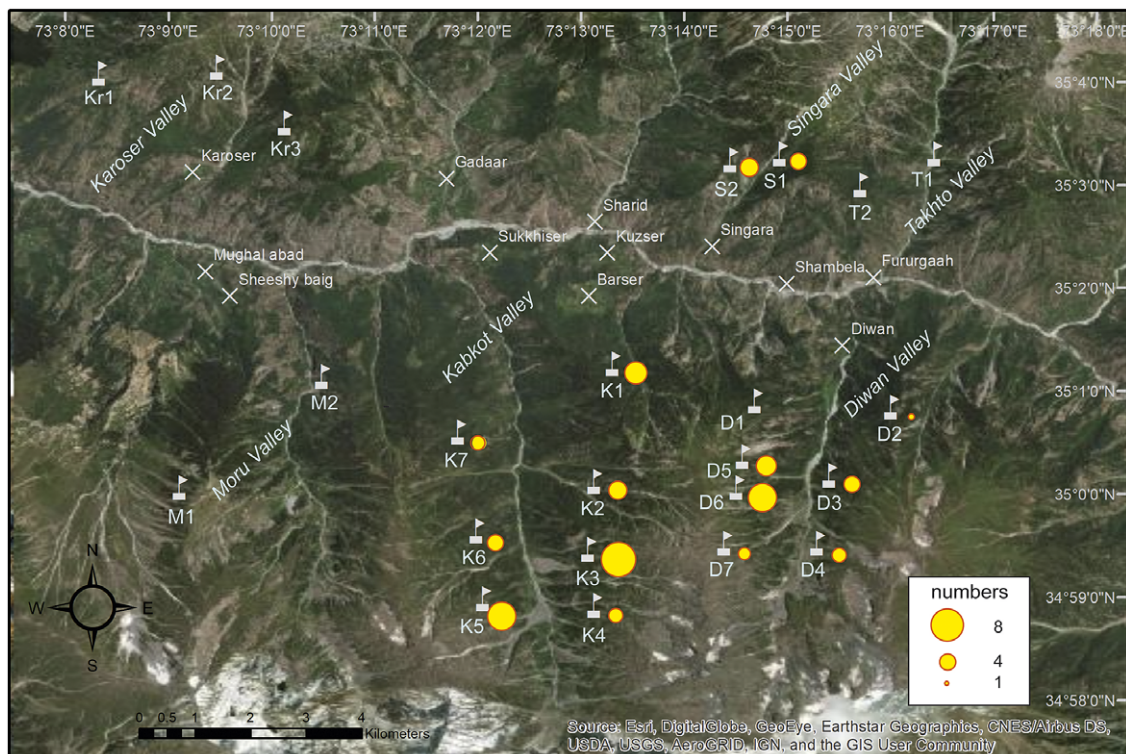 73°8'0"E 73°9'0"E 73°10'0"E 73°12'0"E 73°13'0"E 73°14'0"E 73°15'0"E 73°16'0"E 73°17'0"E 73°18'0"E
35°4'0"N
35°3'0"N
35°2'0"N
35°1'0"N
35°0'0"N
34°59'0"N
34°58'0"N
Kr1
Kr2
Kr3
Karoser Valley
Karoser
Gadaar
Singara Valley
S2
S1
T1
T2
Takhto Valley
Sharid
Sukkhiser
Kuzser
Singara
Mughal abad
Sheeshy baig
Barser
Shambela
Fururgaah
Diwan
Kabkot Valley
Diwan Valley
Moru Valley
M2
M1
K1
K7
K2
K6
K3
K5
K4
D1
D2
D5
D6
D3
D7
D4
N
W
E
S
0 0.5 1 2 3 4
Kilometers
numbers
8
4
1
Source: Esri, DigitalGlobe, GeoEye, Earthstar Geographics, CNES/Airbus DS,
USDA, USGS, AeroGRID, IGN, and the GIS User Community